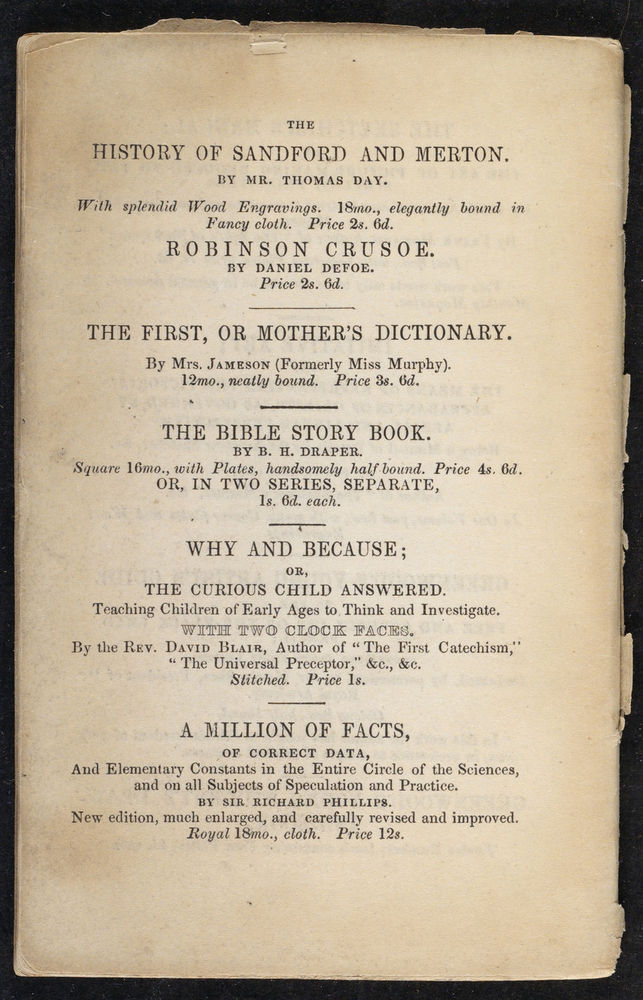 THE
HISTORY OF SANDFORD AND MERTON.
BY MR. THOMAS DAY.
With splendid Wood Engravings. 18mo., elegantly bound in
Fancy cloth. Price 2s. 6d.
ROBINSON CRUSOE.
BY DANIEL DEFOE.
Price 2s. 6d.
THE FIRST, OR MOTHER'S DICTIONARY.
By Mrs. JAMESON (Formerly Miss Murphy).
12mo., neatly bound. Price 3s. 6d.
THE BIBLE STORY BOOK.
BY B. H. DRAPER.
Square 16mo., with Plates, handsomely half bound. Price 4s. 6d.
OR, IN TWO SERIES, SEPARATE,
1s. 6d. each.
WHY AND BECAUSE;
OR,
THE CURIOUS CHILD ANSWERED.
Teaching Children of Early Ages to Think and Investigate.
WITH TWO CLOCK FACES.
By the REV. DAVID BLAIR, Author of "The First Catechism,"
"The Universal Preceptor," &c., &c.
Stitched. Price 1s.
A MILLION OF FACTS,
OF CORRECT DATA,
And Elementary Constants in the Entire Circle of the Sciences,
and on all Subjects of Speculation and Practice.
BY SIR RICHARD PHILLIPS.
New edition, much enlarged, and carefully revised and improved.
Royal 18mo., cloth. Price 12s.